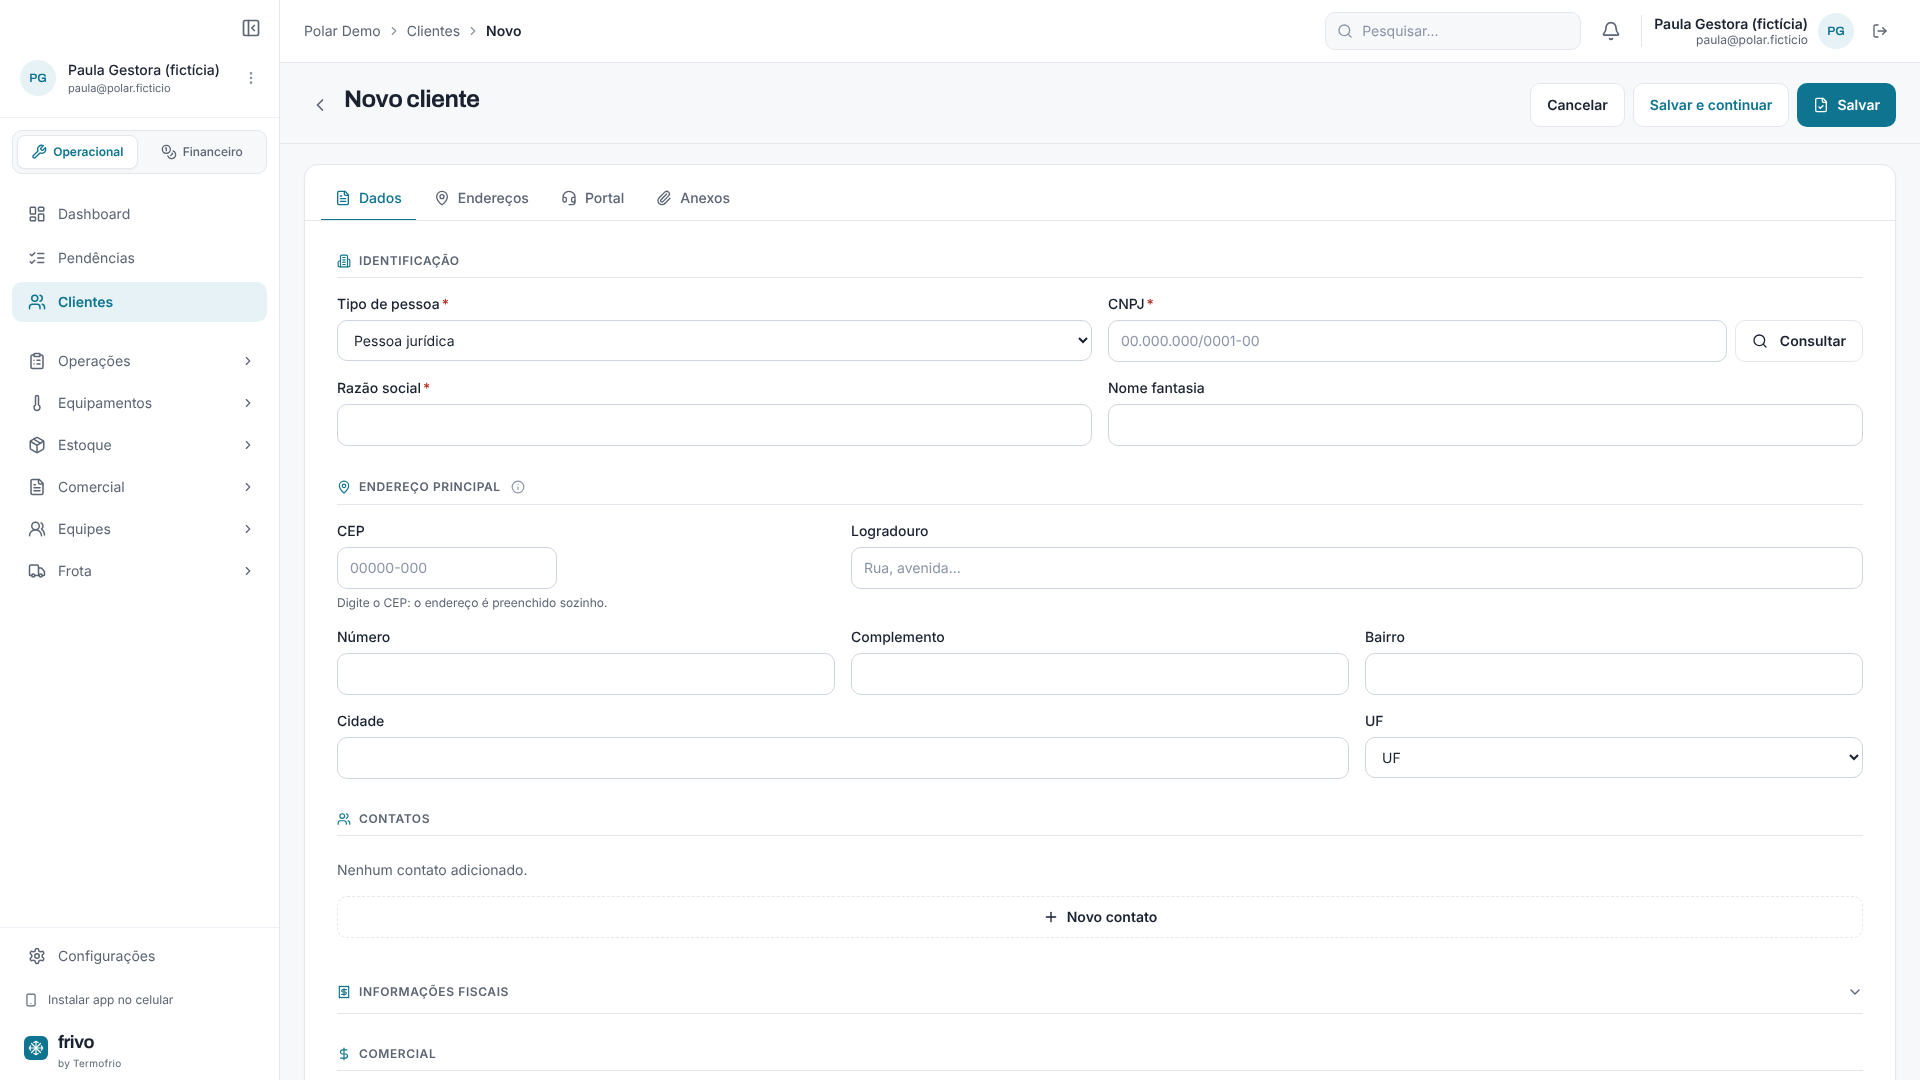 Polar Demo > Clientes > Novo
Pesquisar...
Paula Gestora (fictícia)
paula@polar.ficticio
PG
PG
Paula Gestora (fictícia)
paula@polar.ficticio
Operacional
Financeiro
Dashboard
Pendências
Clientes
Operações
Equipamentos
Estoque
Comercial
Equipes
Frota
Configurações
Instalar app no celular
frivo
by Termofrio
Novo cliente
Cancelar
Salvar e continuar
Salvar
Dados
Endereços
Portal
Anexos
IDENTIFICAÇÃO
Tipo de pessoa*
CNPJ*
Pessoa jurídica
00.000.000/0001-00
Consultar
Razão social*
Nome fantasia
ENDEREÇO PRINCIPAL
CEP
Logradouro
00000-000
Rua, avenida...
Digite o CEP: o endereço é preenchido sozinho.
Número
Complemento
Bairro
Cidade
UF
UF
CONTATOS
Nenhum contato adicionado.
+ Novo contato
INFORMAÇÕES FISCAIS
COMERCIAL